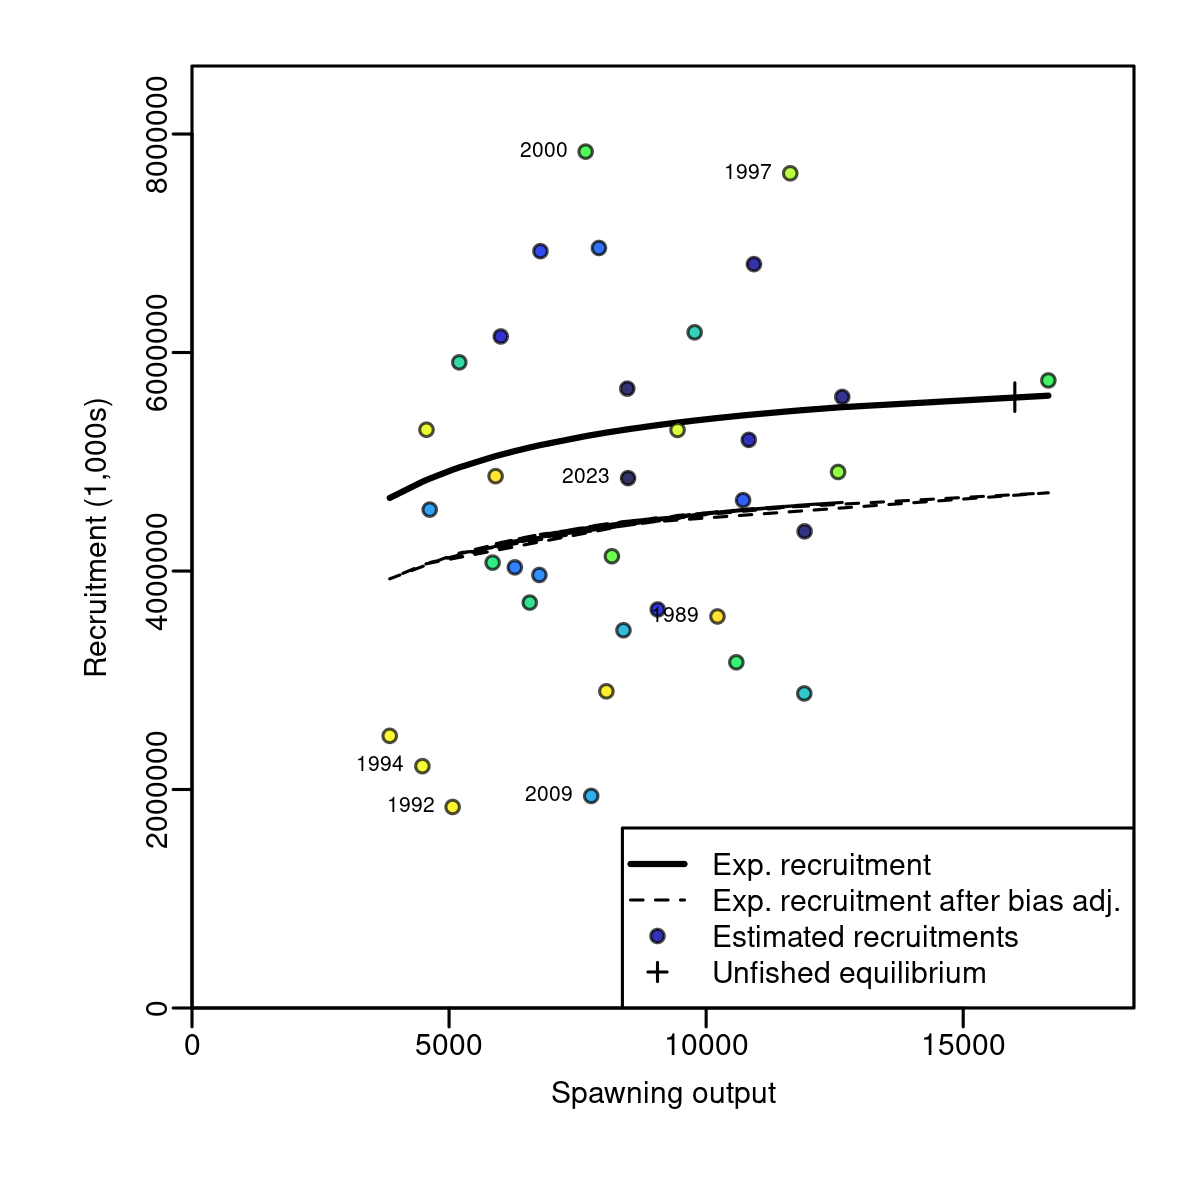 8000000
6000000
4000000
2000000
0
Recruitment (1,000s)
2000
1997
2023
1989
1994
1992
2009
Exp. recruitment
Exp. recruitment after bias adj.
Estimated recruitments
Unfished equilibrium
0
5000
10000
15000
Spawning output